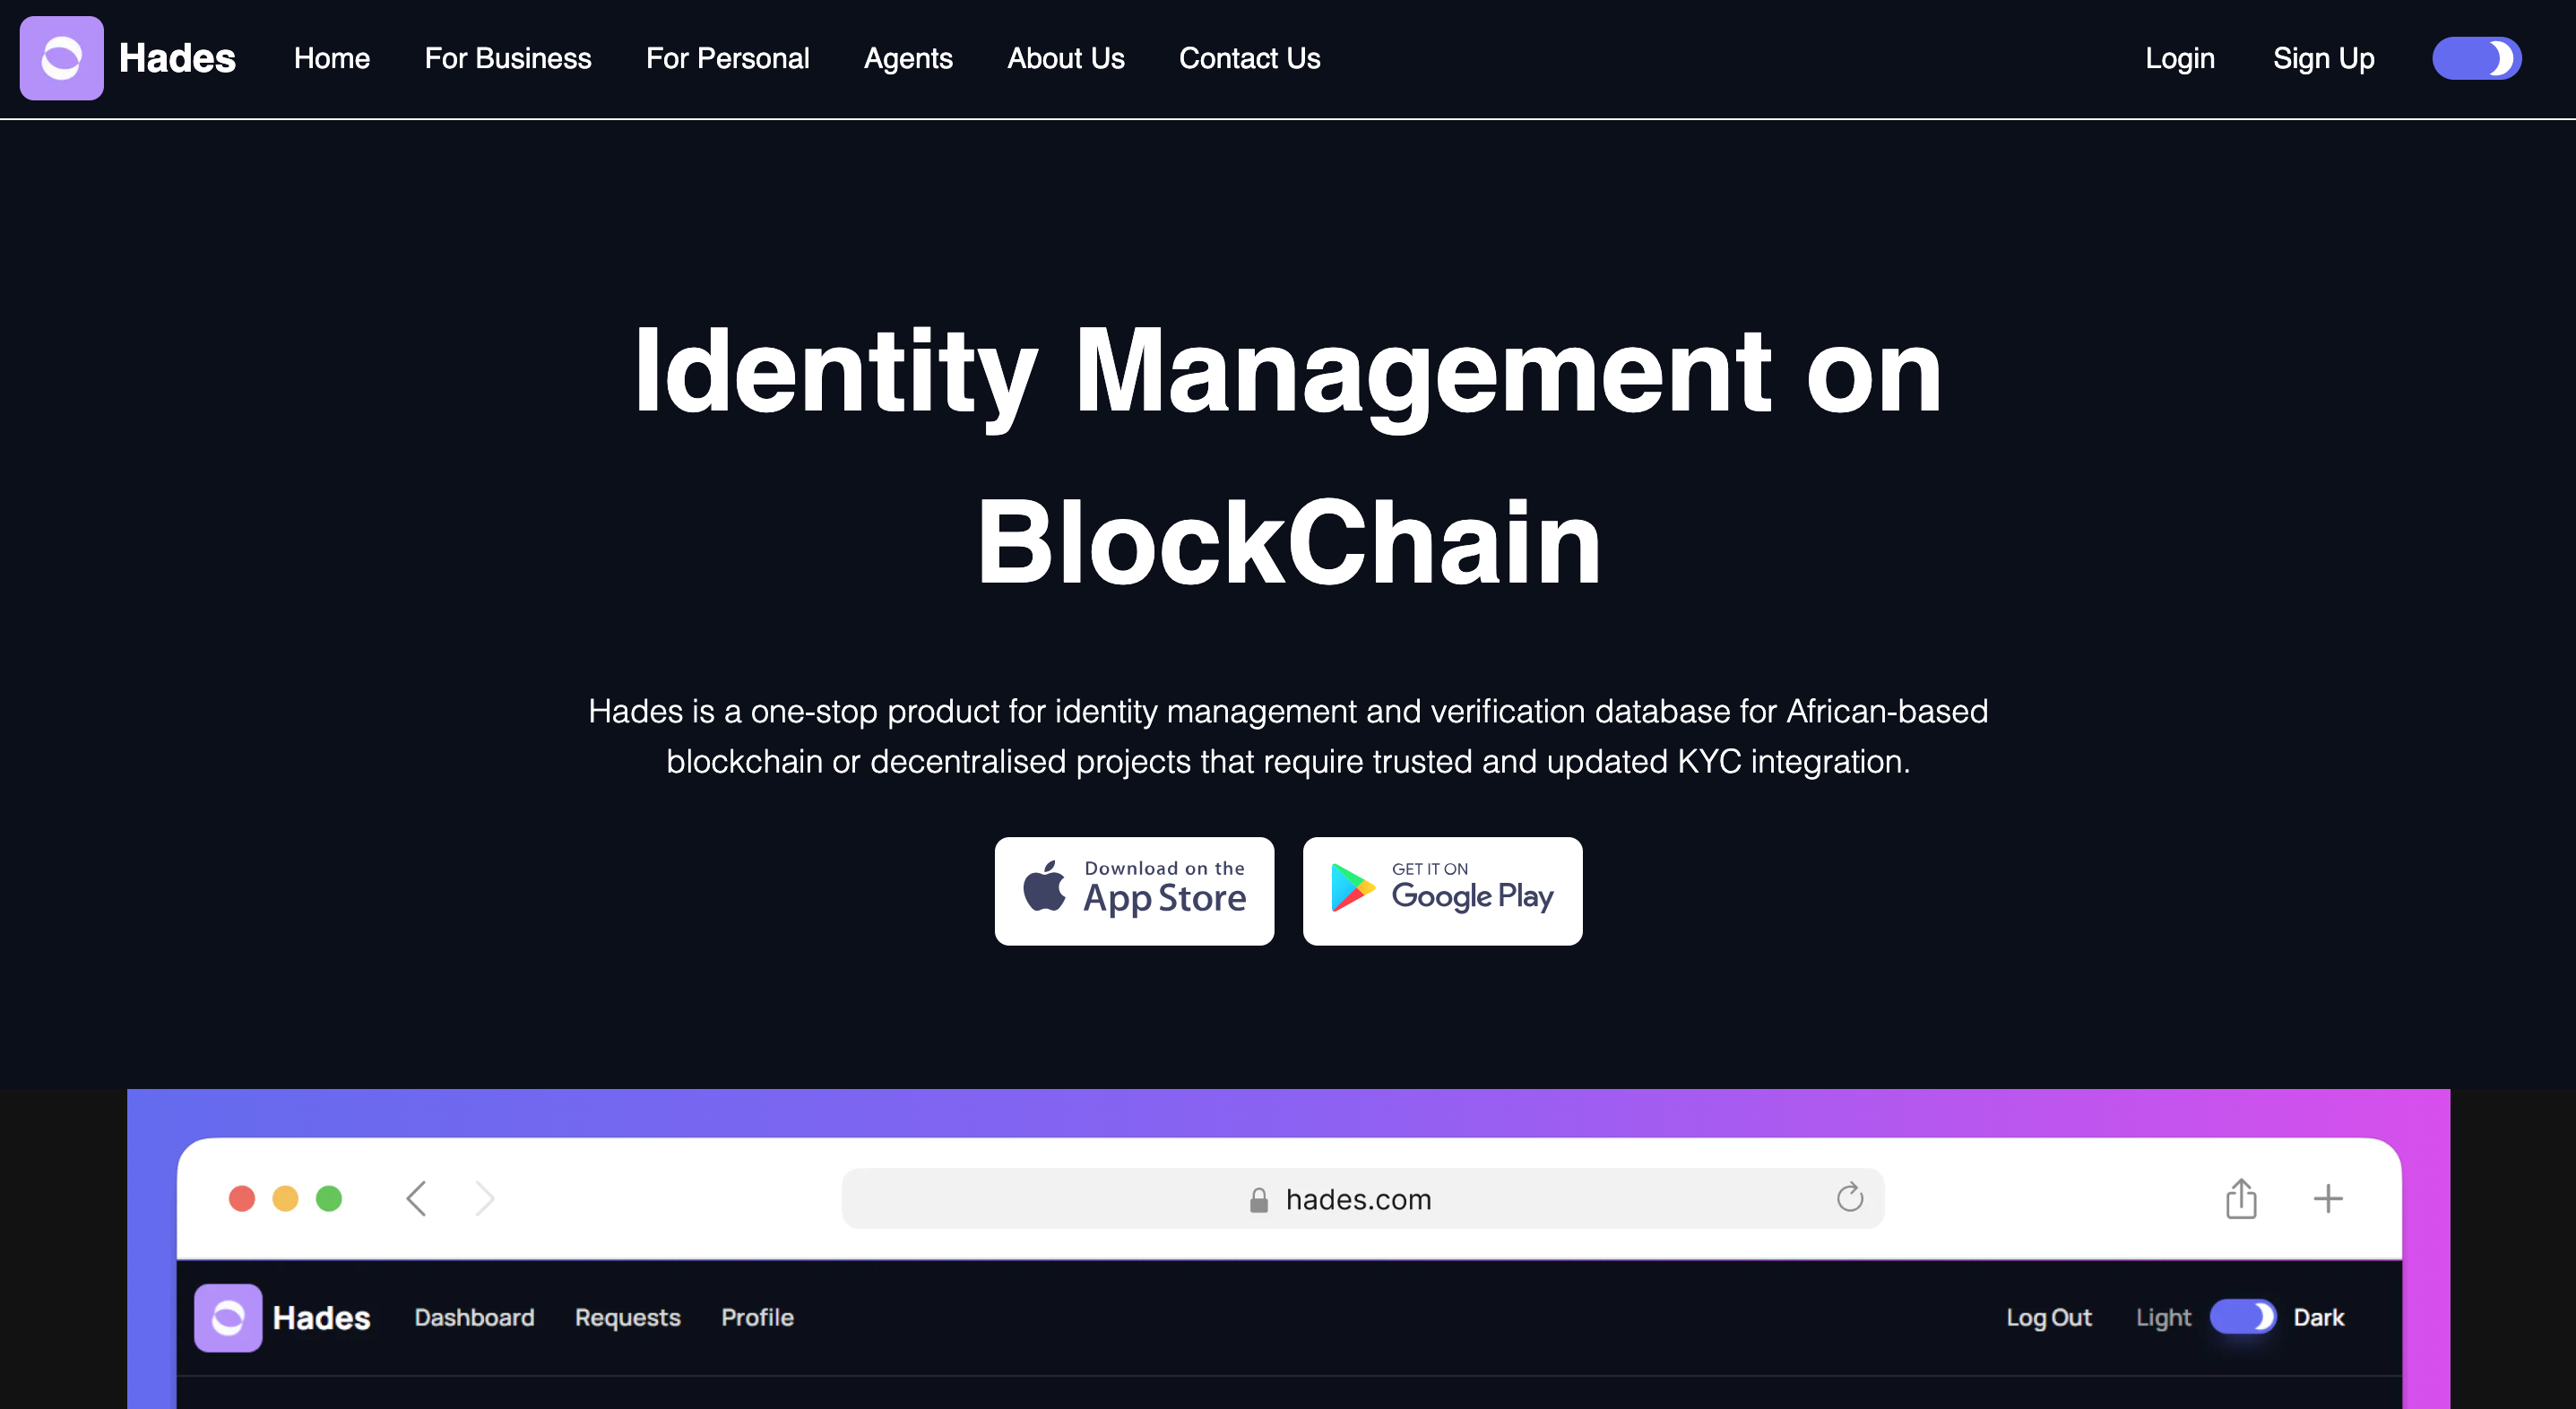 Hades Home For Business For Personal Agents About Us Contact Us Login Sign Up
Identity Management on
BlockChain
Hades is a one-stop product for identity management and verification database for African-based
blockchain or decentralised projects that require trusted and updated KYC integration.
Download on the
App Store
GET IT ON
Google Play
hades.com
Hades Dashboard Requests Profile Log Out Light Dark